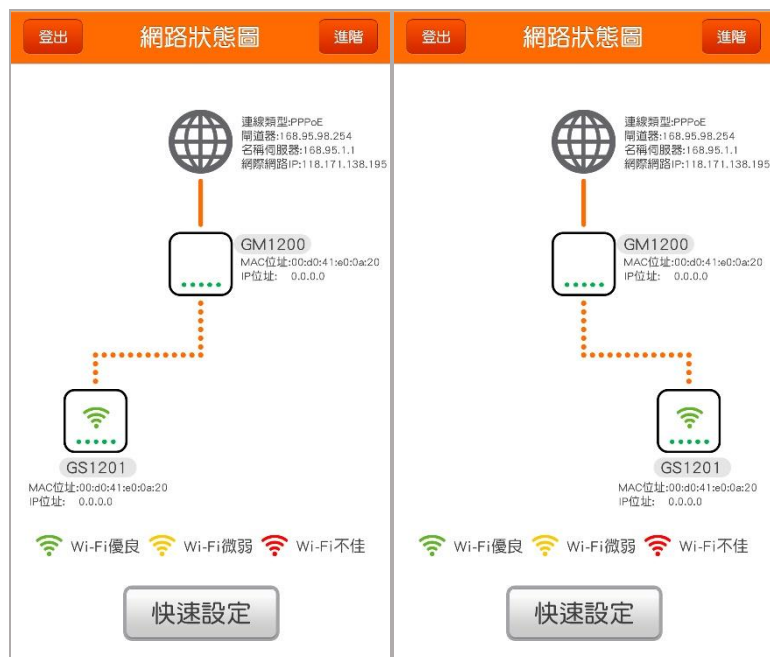 登出
網路狀態圖
進階
連線類型:PPPoE
閘道器:168.95.98.254
名稱伺服器:168.95.1.1
網際網路IP:118.171.138.195
GM1200
MAC位址:00:d0:41:e0:0a:20
IP位址: 0.0.0.0
GS1201
MAC位址:00:d0:41:e0:0a:20
IP位址: 0.0.0.0
Wi-Fi優良
Wi-Fi微弱
Wi-Fi不佳
快速設定
登出
網路狀態圖
進階
連線類型:PPPoE
閘道器:168.95.98.254
名稱伺服器:168.95.1.1
網際網路IP:118.171.138.195
GM1200
MAC位址:00:d0:41:e0:0a:20
IP位址: 0.0.0.0
GS1201
MAC位址:00:d0:41:e0:0a:20
IP位址: 0.0.0.0
Wi-Fi優良
Wi-Fi微弱
Wi-Fi不佳
快速設定